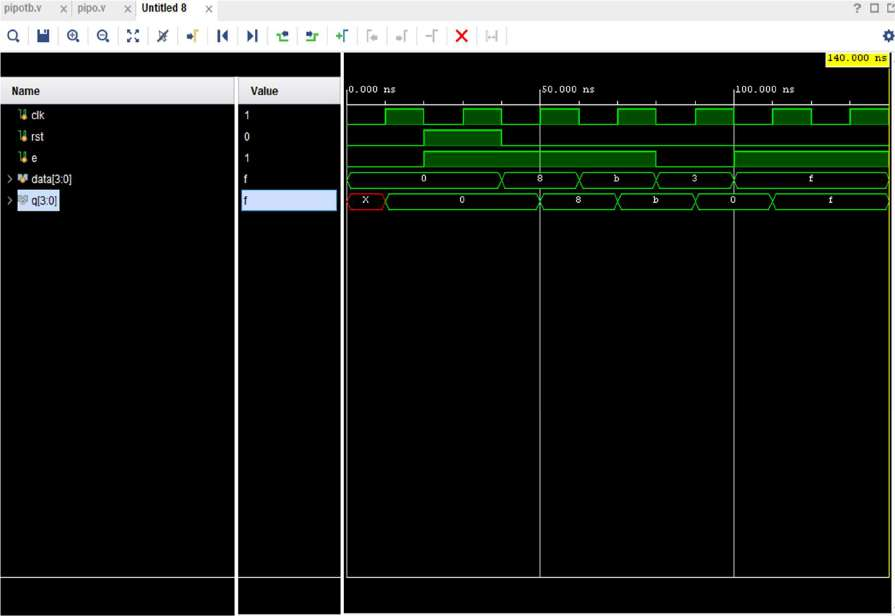 pipotb.v pipo.v Untitled 8
140.000 ns
Name Value
0.000 ns 50.000 ns 100.000 ns
clk 1
rst 0
e 1
data[3:0] f 0 8 b 3 f
q[3:0] f X 0 8 b 0 f